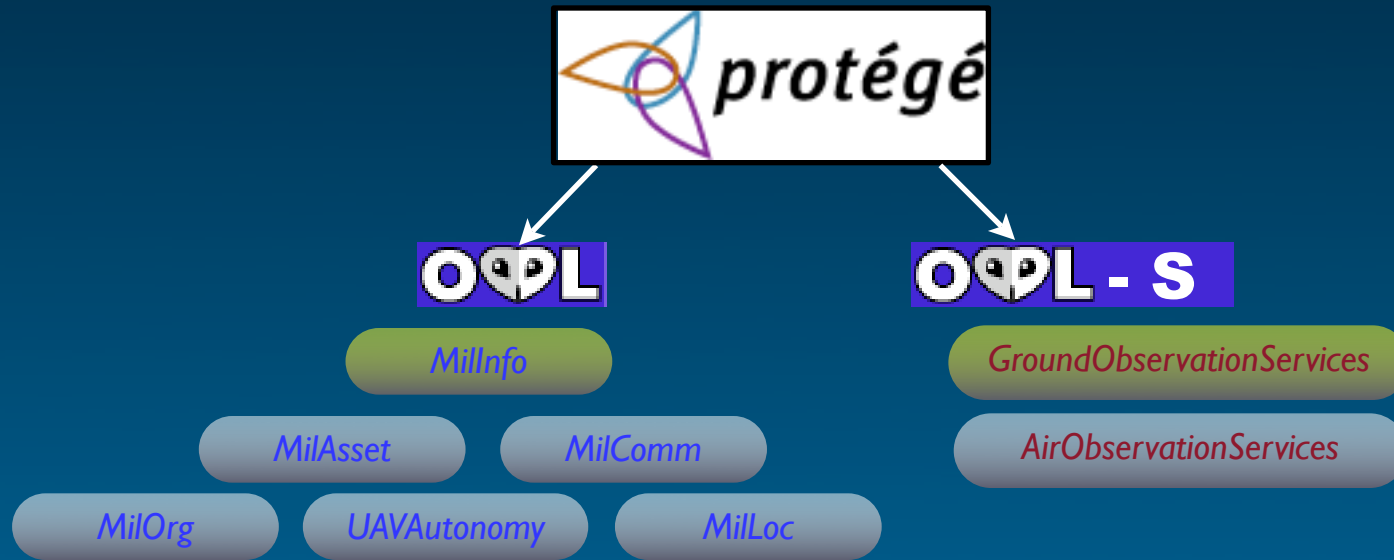 protégé
OWL
OWL - S
MilInfo
GroundObservationServices
MilAsset
MilComm
AirObservationServices
MilOrg
UAVAutonomy
MilLoc